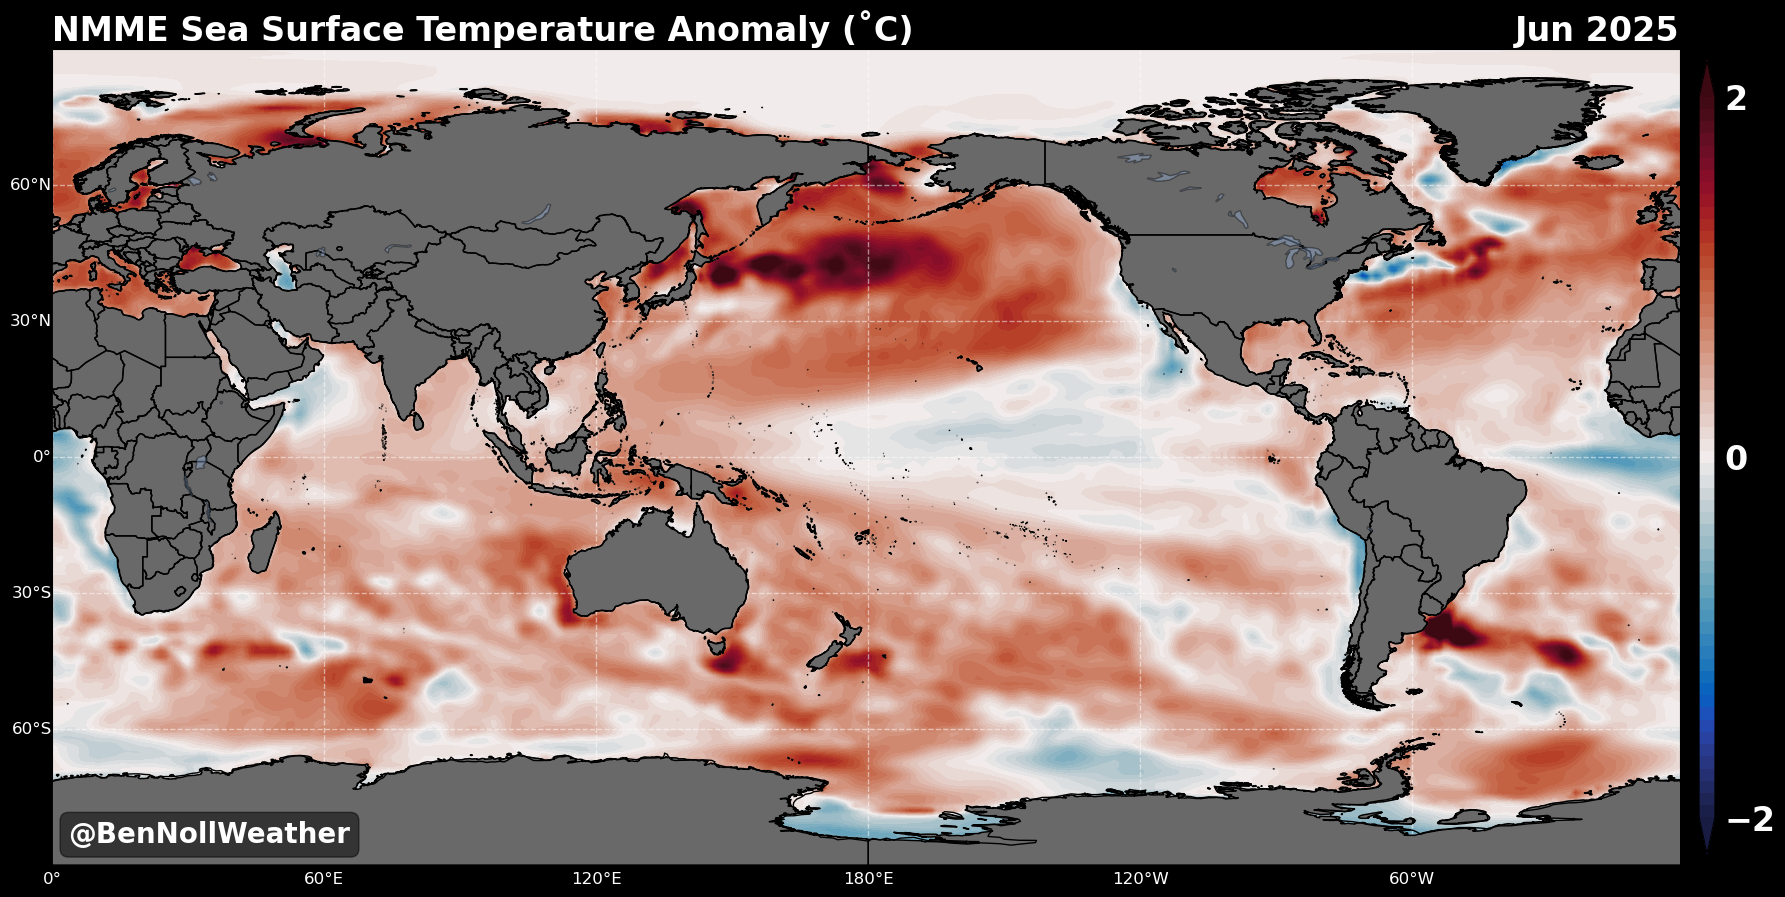 NMME Sea Surface Temperature Anomaly (˚C)
Jun 2025
2
60°N
30°N
0°
0
30°S
60°S
−2
@BenNollWeather
0°
60°E
120°E
180°E
120°W
60°W